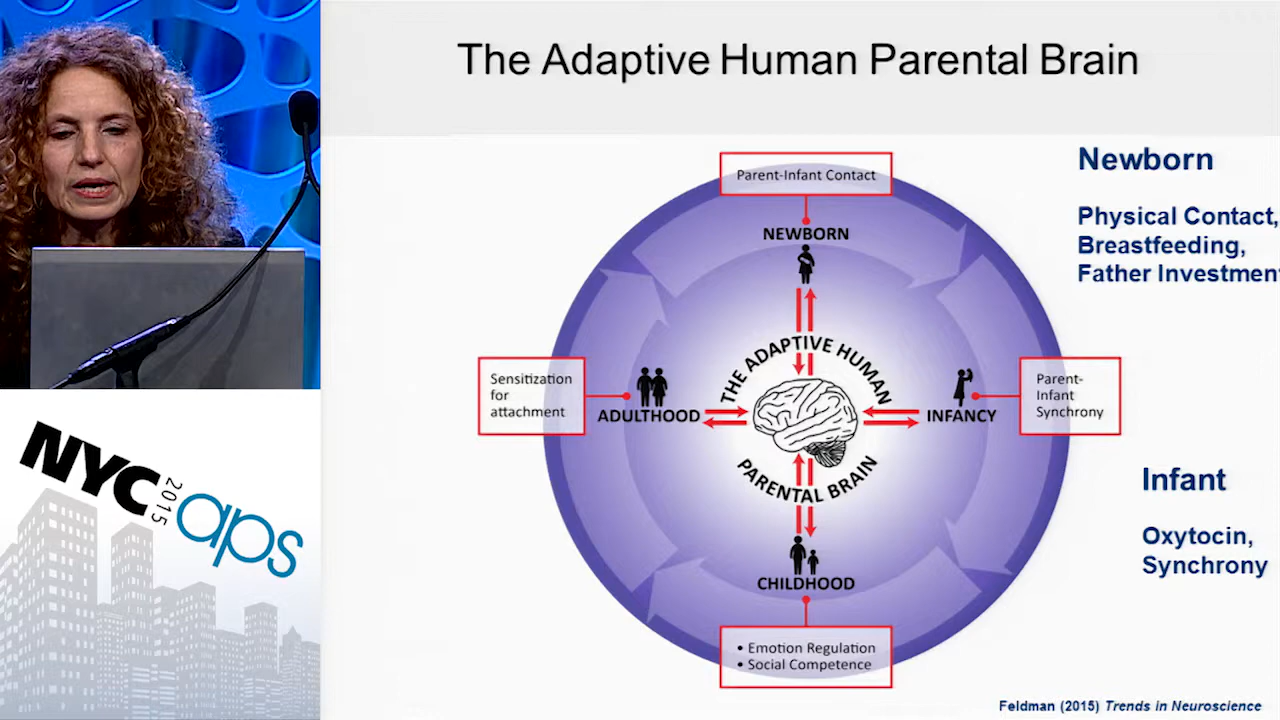 The Adaptive Human Parental Brain
Parent-Infant Contact
NEWBORN
THE ADAPTIVE HUMAN
PARENTAL BRAIN
Sensitization
for
attachment
ADULTHOOD
INFANCY
Parent-
Infant
Synchrony
CHILDHOOD
• Emotion Regulation
• Social Competence
Newborn
Physical Contact,
Breastfeeding,
Father Investmen
Infant
Oxytocin,
Synchrony
Feldman (2015) Trends in Neuroscience
NYC
2015
aps